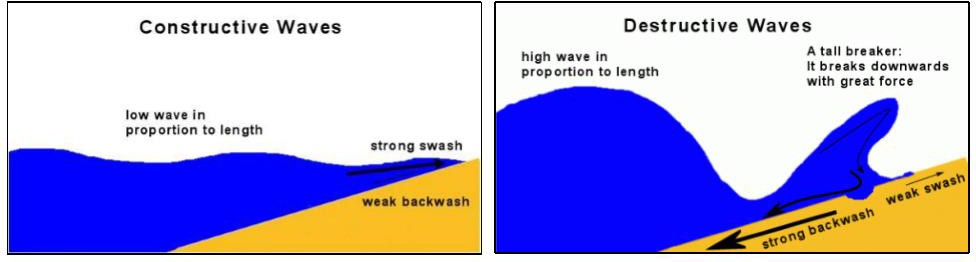 Constructive Waves
low wave in
proportion to length
strong swash
weak backwash
Destructive Waves
high wave in
proportion to length
A tall breaker:
It breaks downwards
with great force
weak swash
strong backwash